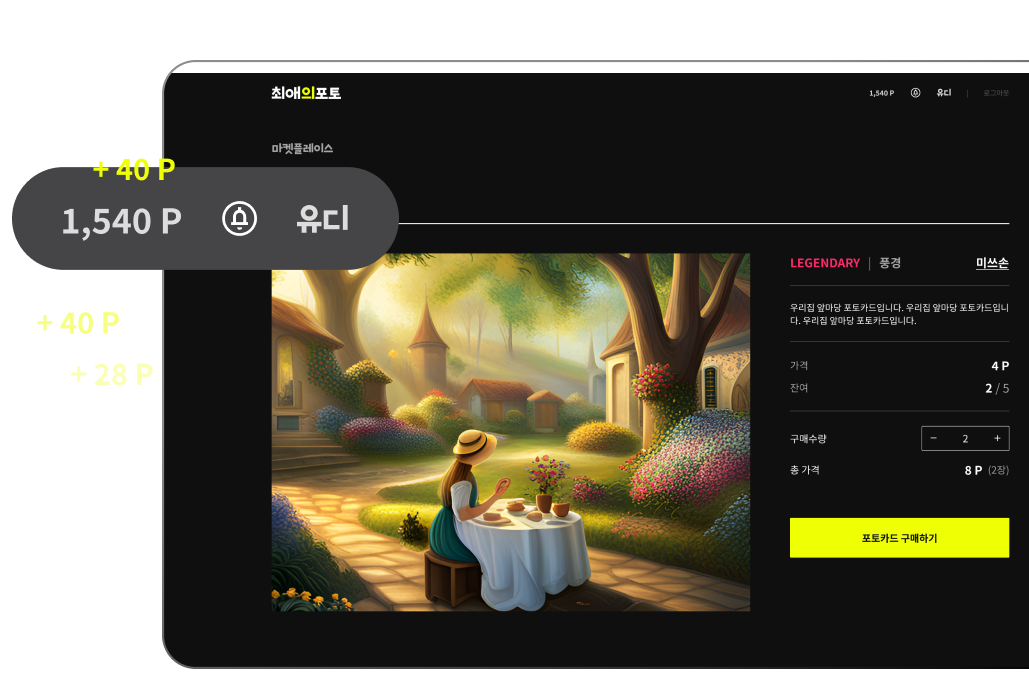 최애의포토
1,540 P 유디 | 로그아웃
마켓플레이스
+ 40 P
1,540 P 유디
+ 40 P
+ 28 P
LEGENDARY | 풍경 미쓰손
우리집 앞마당 포토카드입니다. 우리집 앞마당 포토카드입니
다. 우리집 앞마당 포토카드입니다.
가격 4 P
잔여 2 / 5
구매수량 − 2 +
총 가격 8 P (2장)
포토카드 구매하기